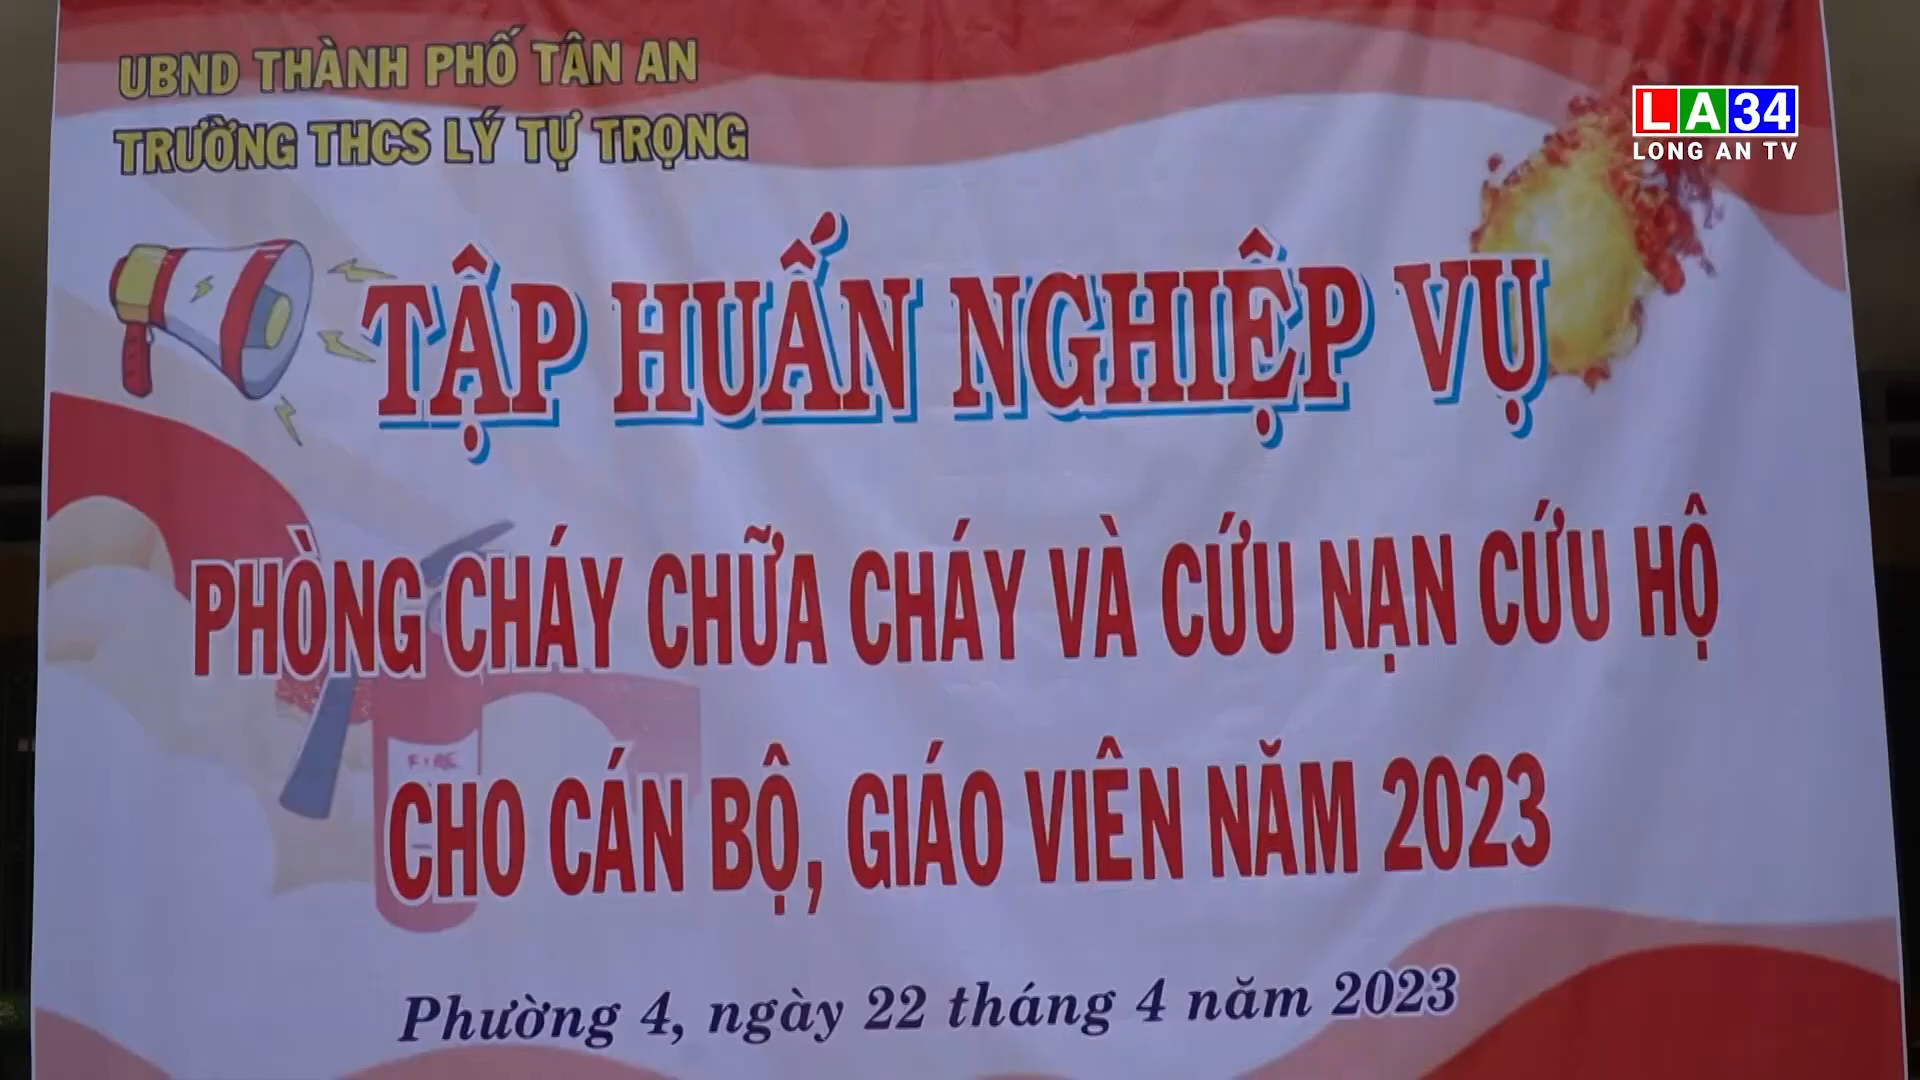 UBND THÀNH PHỐ TÂN AN
TRƯỜNG THCS LÝ TỰ TRỌNG
LA34
LONG AN TV
TẬP HUẤN NGHIỆP VỤ
PHÒNG CHÁY CHỮA CHÁY VÀ CỨU NẠN CỨU HỘ
FIRE
CHO CÁN BỘ, GIÁO VIÊN NĂM 2023
Phường 4, ngày 22 tháng 4 năm 2023